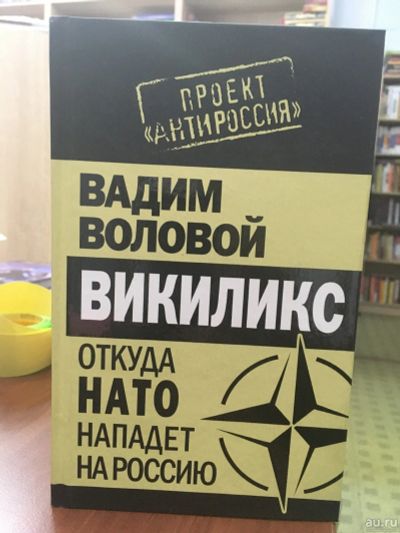 ПРОЕКТ
«АНТИРОССИЯ»
ВАДИМ
ВОЛОВОЙ
ВИКИЛИКС
ОТКУДА
НАТО
НАПАДЕТ
НА РОССИЮ
au.ru